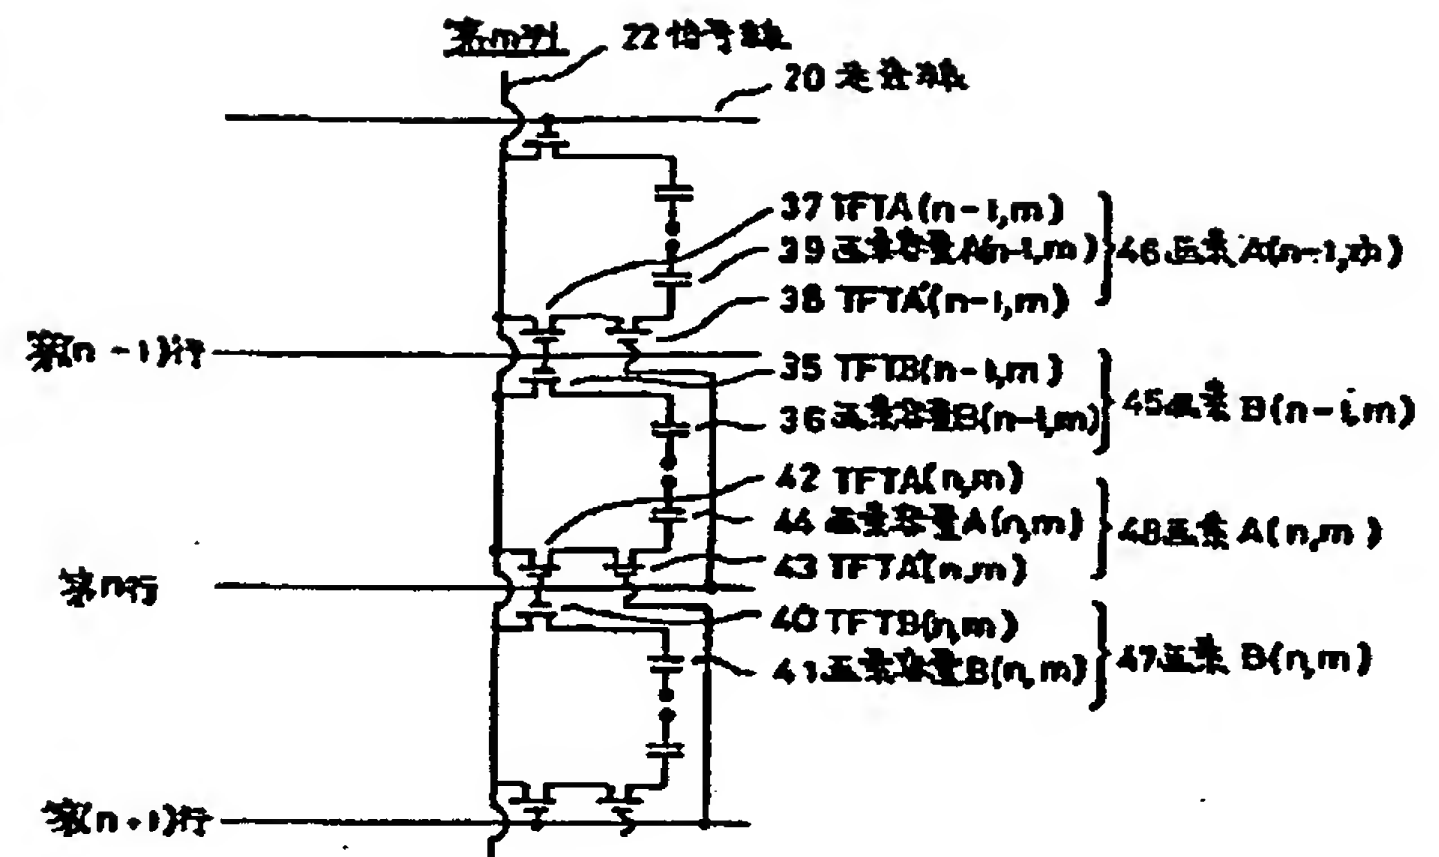 第m列
22 信号線
20 走査線
37 TFTA(n-1,m)
39 画素容量A(n-1,m)
46 画素A(n-1,m)
38 TFTA'(n-1,m)
第(n-1)行
35 TFTB(n-1,m)
36 画素容量B(n-1,m)
45 画素B(n-1,m)
42 TFTA(n,m)
44 画素容量A(n,m)
48 画素A(n,m)
43 TFTA'(n,m)
第n行
40 TFTB(n,m)
41 画素容量B(n,m)
47 画素B(n,m)
第(n+1)行